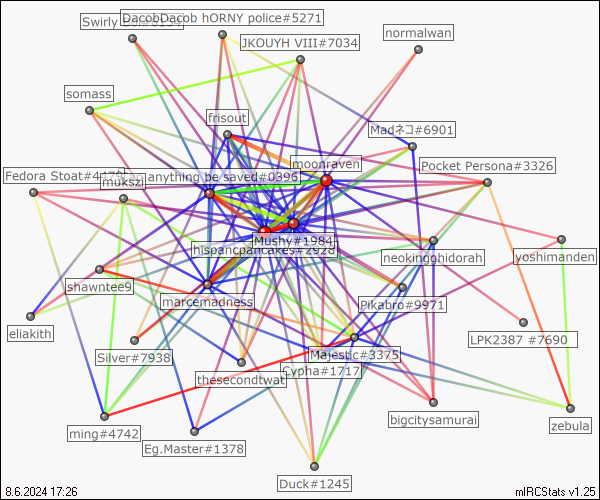 DacobDacob hORNY police#5271
JKOUYH VIII#7034
normalwan
somass
frisout
Madネコ#6901
moonraven
Pocket Persona#3326
Fedora Stoat#4179
anything be saved#0396
mukszi
Mushy#1984
hispancpancakes#2928
neokingghidorah
yoshimanden
shawntee9
marcemadness
Pikabro#9971
eliakith
LPK2387 #7690
Silver#7938
Majestic#3375
Cypha#1717
thesecondtwat
bigcitysamurai
zebula
ming#4742
Eg.Master#1378
Duck#1245
8.6.2024 17:26
mIRCStats v1.25